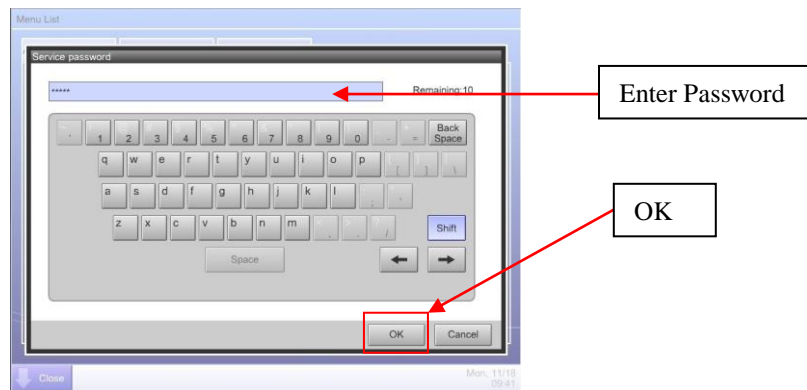 Menu List
Service password
***** Remaining:10
Enter Password
1 2 3 4 5 6 7 8 9 0 - = Back Space
q w e r t y u i o p [ ] \
a s d f g h j k l ; '
z x c v b n m , . / Shift
OK
Space ← →
OK Cancel
Close Mon, 11/18
09:41